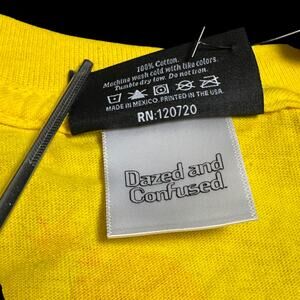 100% Cotton.
Machine wash cold with like colors.
Tumble dry low. Do not iron.
MADE IN MEXICO. PRINTED IN THE USA.
RN:120720
Dazed and
Confused.